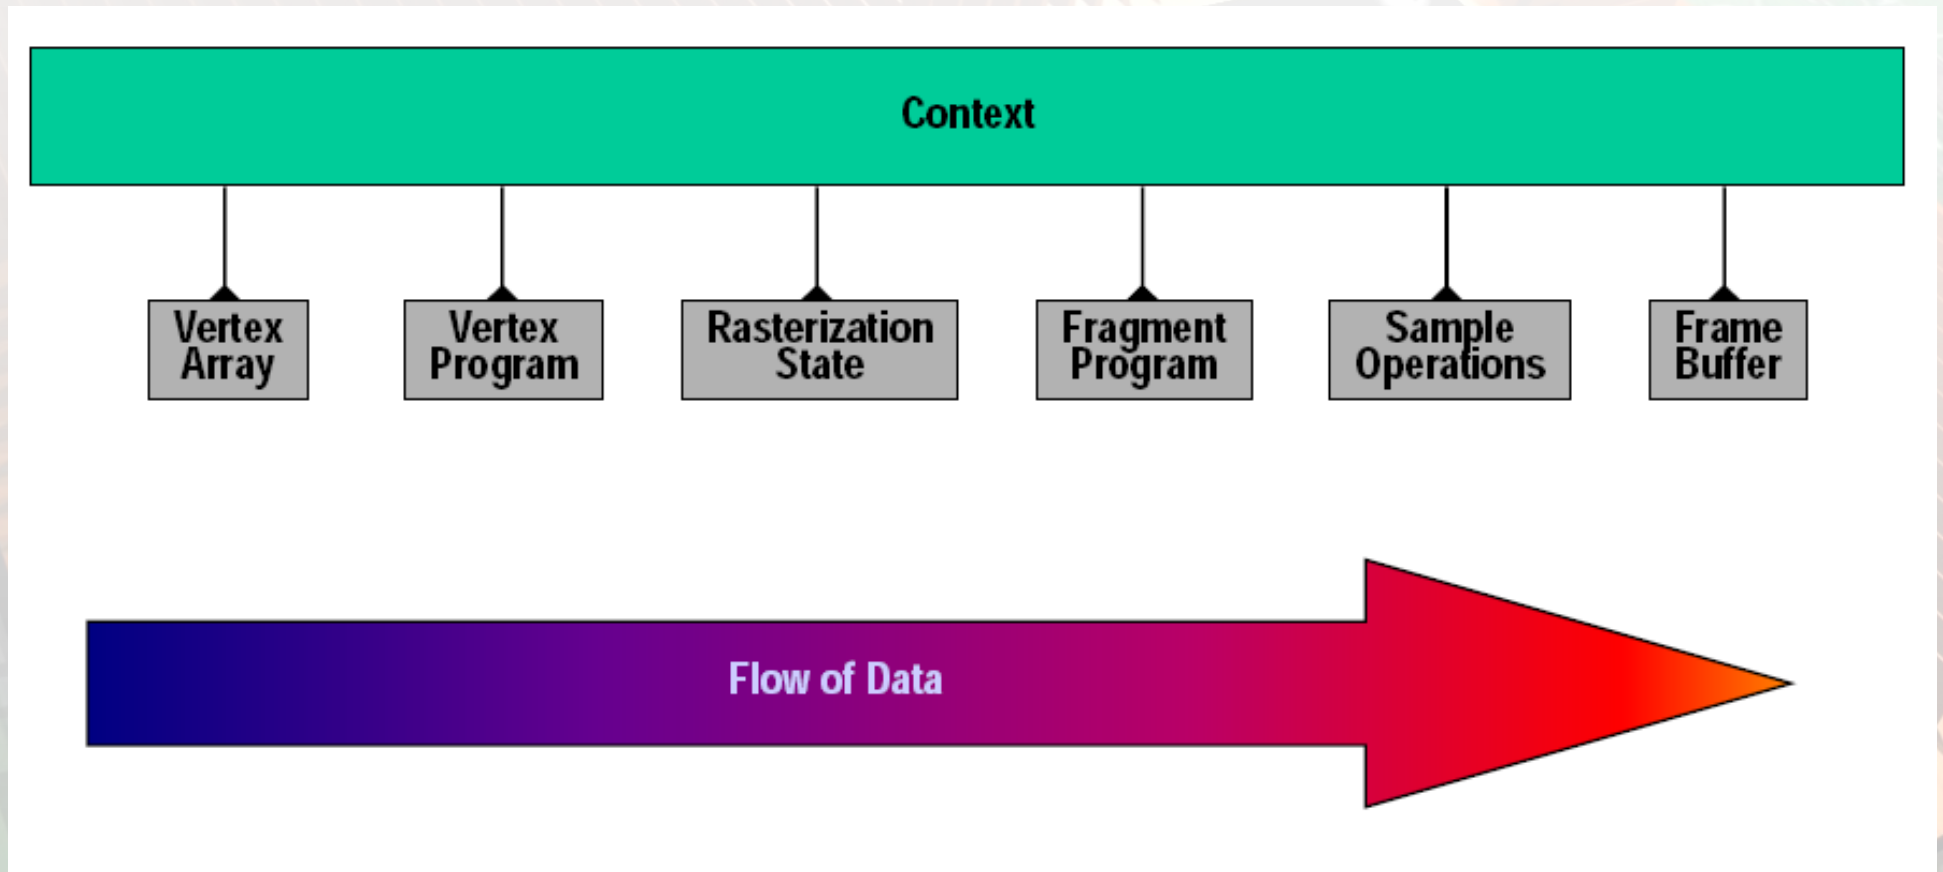 Context
Vertex
Array
Vertex
Program
Rasterization
State
Fragment
Program
Sample
Operations
Frame
Buffer
Flow of Data